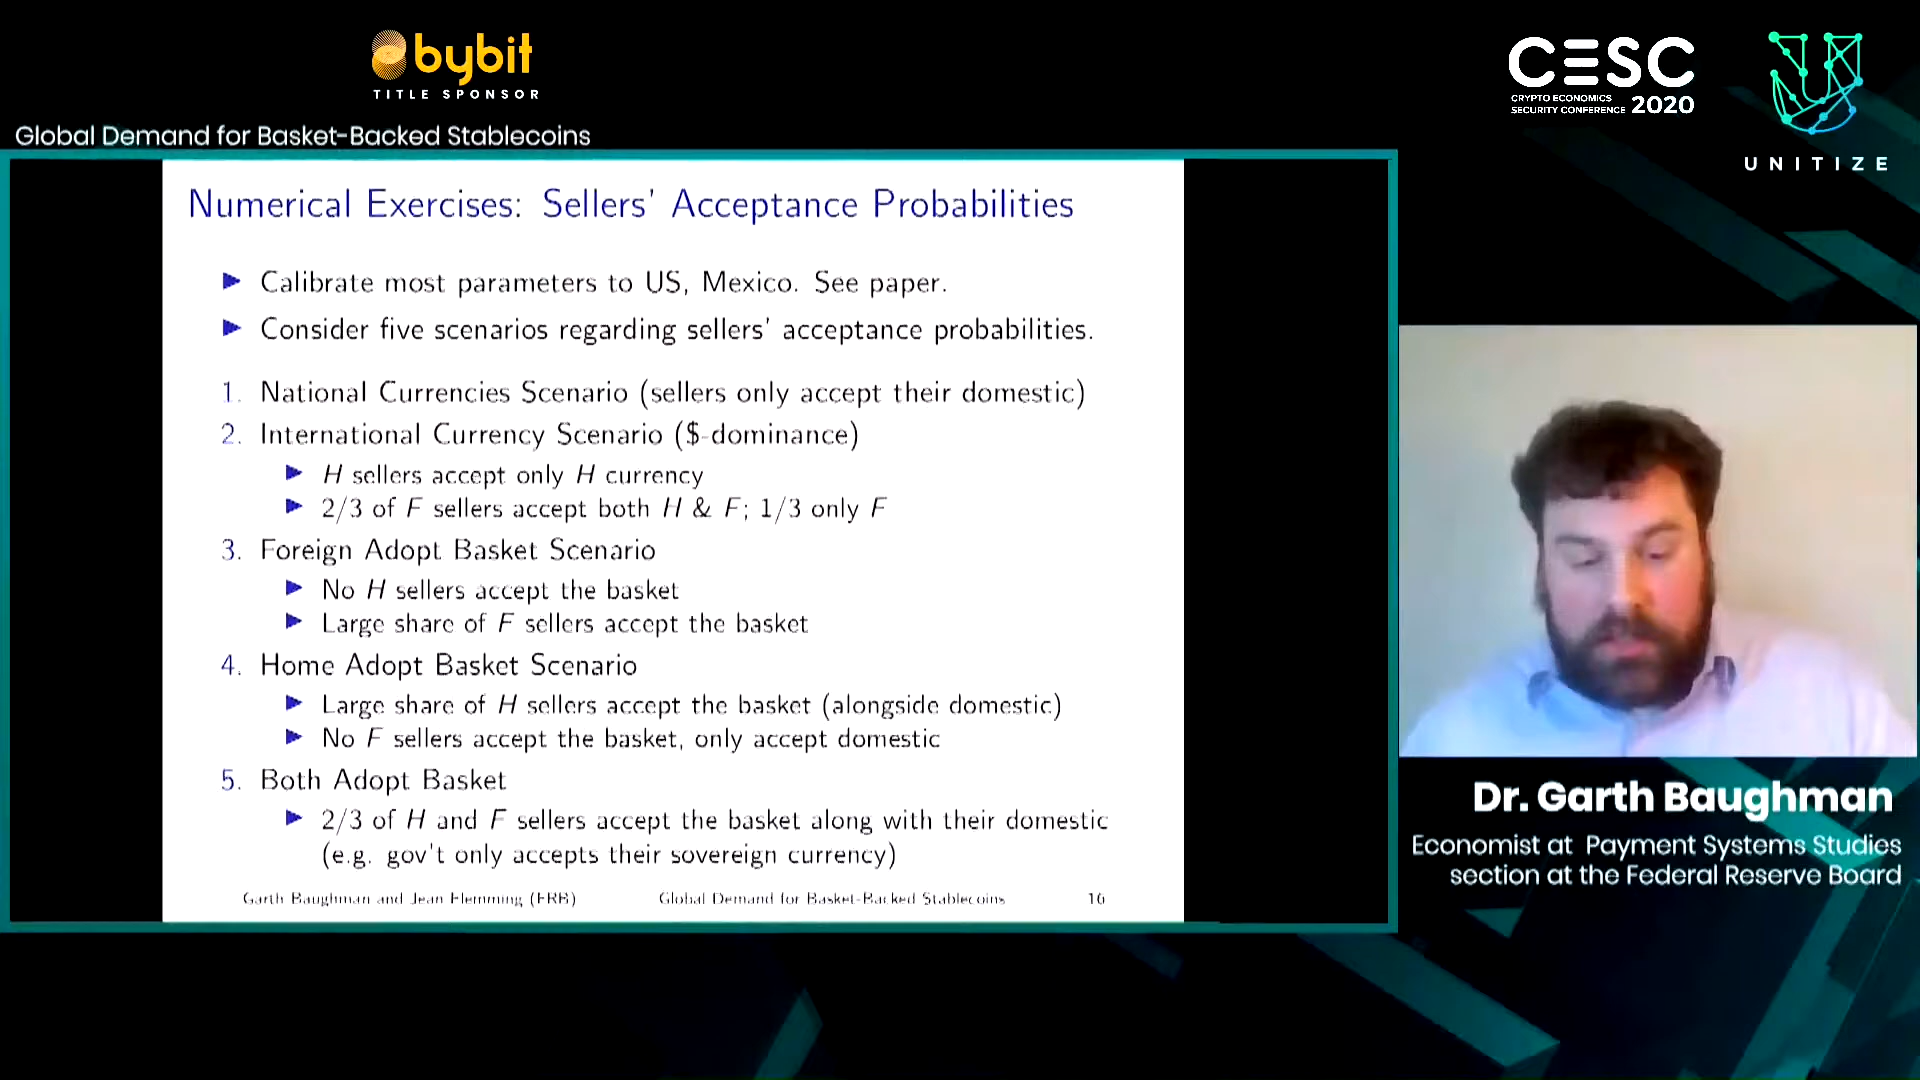 bybit
TITLE SPONSOR
CESC
CRYPTO ECONOMICS
SECURITY CONFERENCE 2020
UNITIZE
Global Demand for Basket-Backed Stablecoins
Numerical Exercises: Sellers' Acceptance Probabilities
▶ Calibrate most parameters to US, Mexico. See paper.
▶ Consider five scenarios regarding sellers' acceptance probabilities.
1. National Currencies Scenario (sellers only accept their domestic)
2. International Currency Scenario ($-dominance)
▶ H sellers accept only H currency
▶ 2/3 of F sellers accept both H & F; 1/3 only F
3. Foreign Adopt Basket Scenario
▶ No H sellers accept the basket
▶ Large share of F sellers accept the basket
4. Home Adopt Basket Scenario
▶ Large share of H sellers accept the basket (alongside domestic)
▶ No F sellers accept the basket, only accept domestic
5. Both Adopt Basket
▶ 2/3 of H and F sellers accept the basket along with their domestic
(e.g. gov't only accepts their sovereign currency)
Garth Baughman and Jean Flemming (FRB) Global Demand for Basket-Backed Stablecoins 16
Dr. Garth Baughman
Economist at Payment Systems Studies
section at the Federal Reserve Board